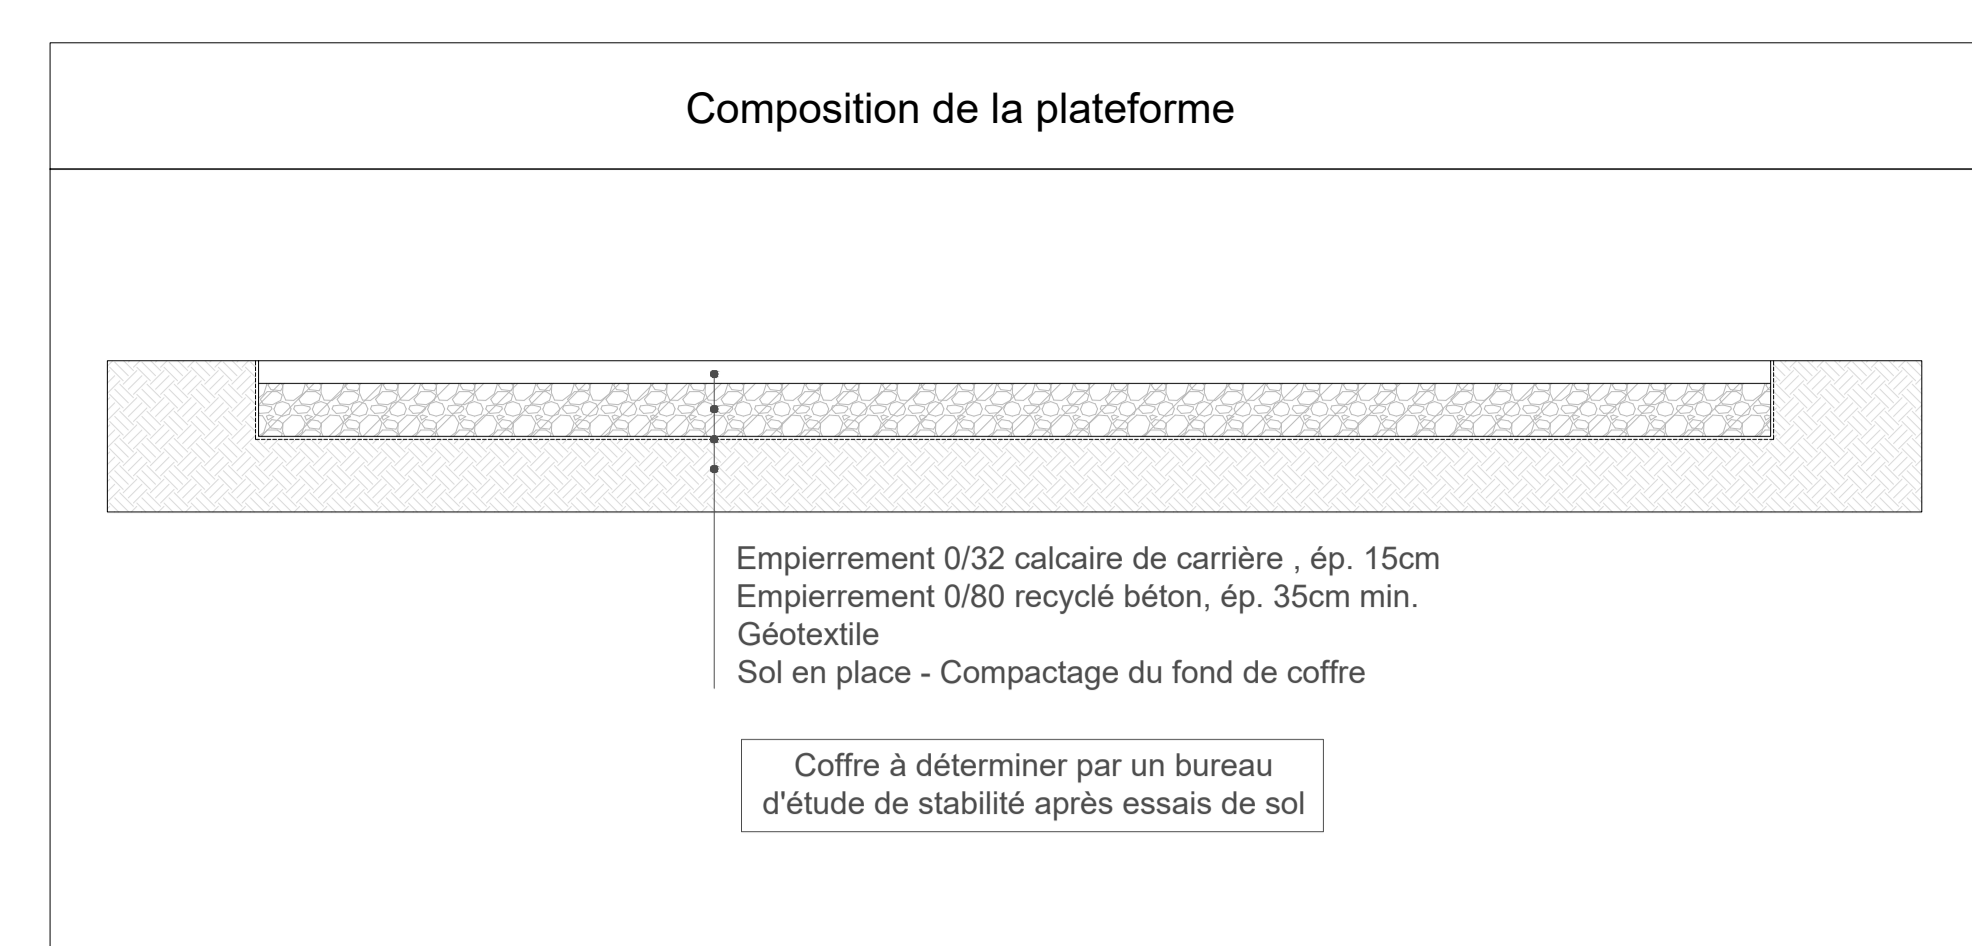 Composition de la plateforme
Empierrement 0/32 calcaire de carrière , ép. 15cm
Empierrement 0/80 recyclé béton, ép. 35cm min.
Géotextile
Sol en place - Compactage du fond de coffre
Coffre à déterminer par un bureau
d'étude de stabilité après essais de sol